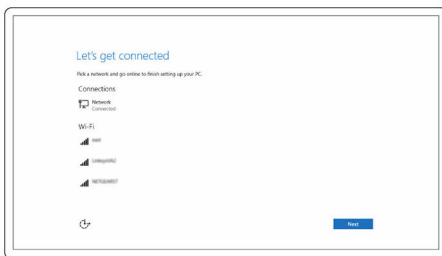 Let's get connected
Pick a network and go online to finish setting up your PC.
Connections
Network
Connected
Wi-Fi
Next